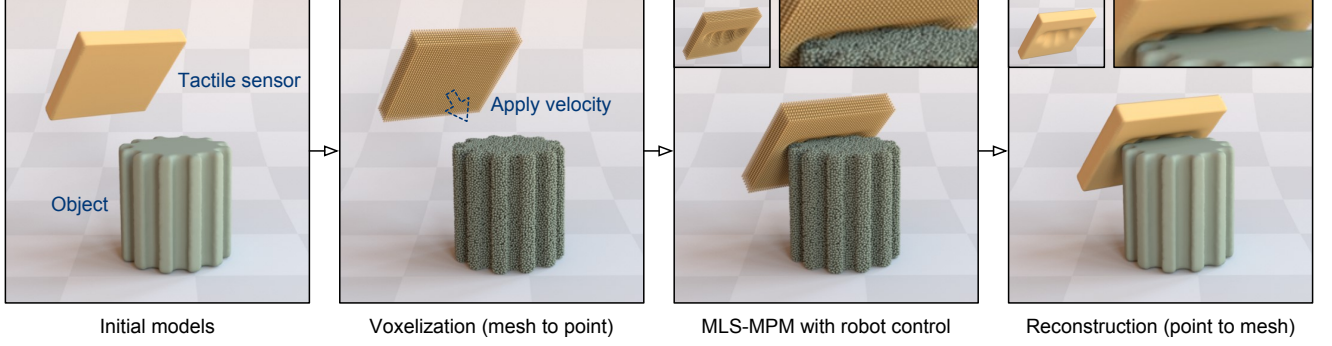 Tactile sensor
Object
Apply velocity
Initial models
Voxelization (mesh to point)
MLS-MPM with robot control
Reconstruction (point to mesh)